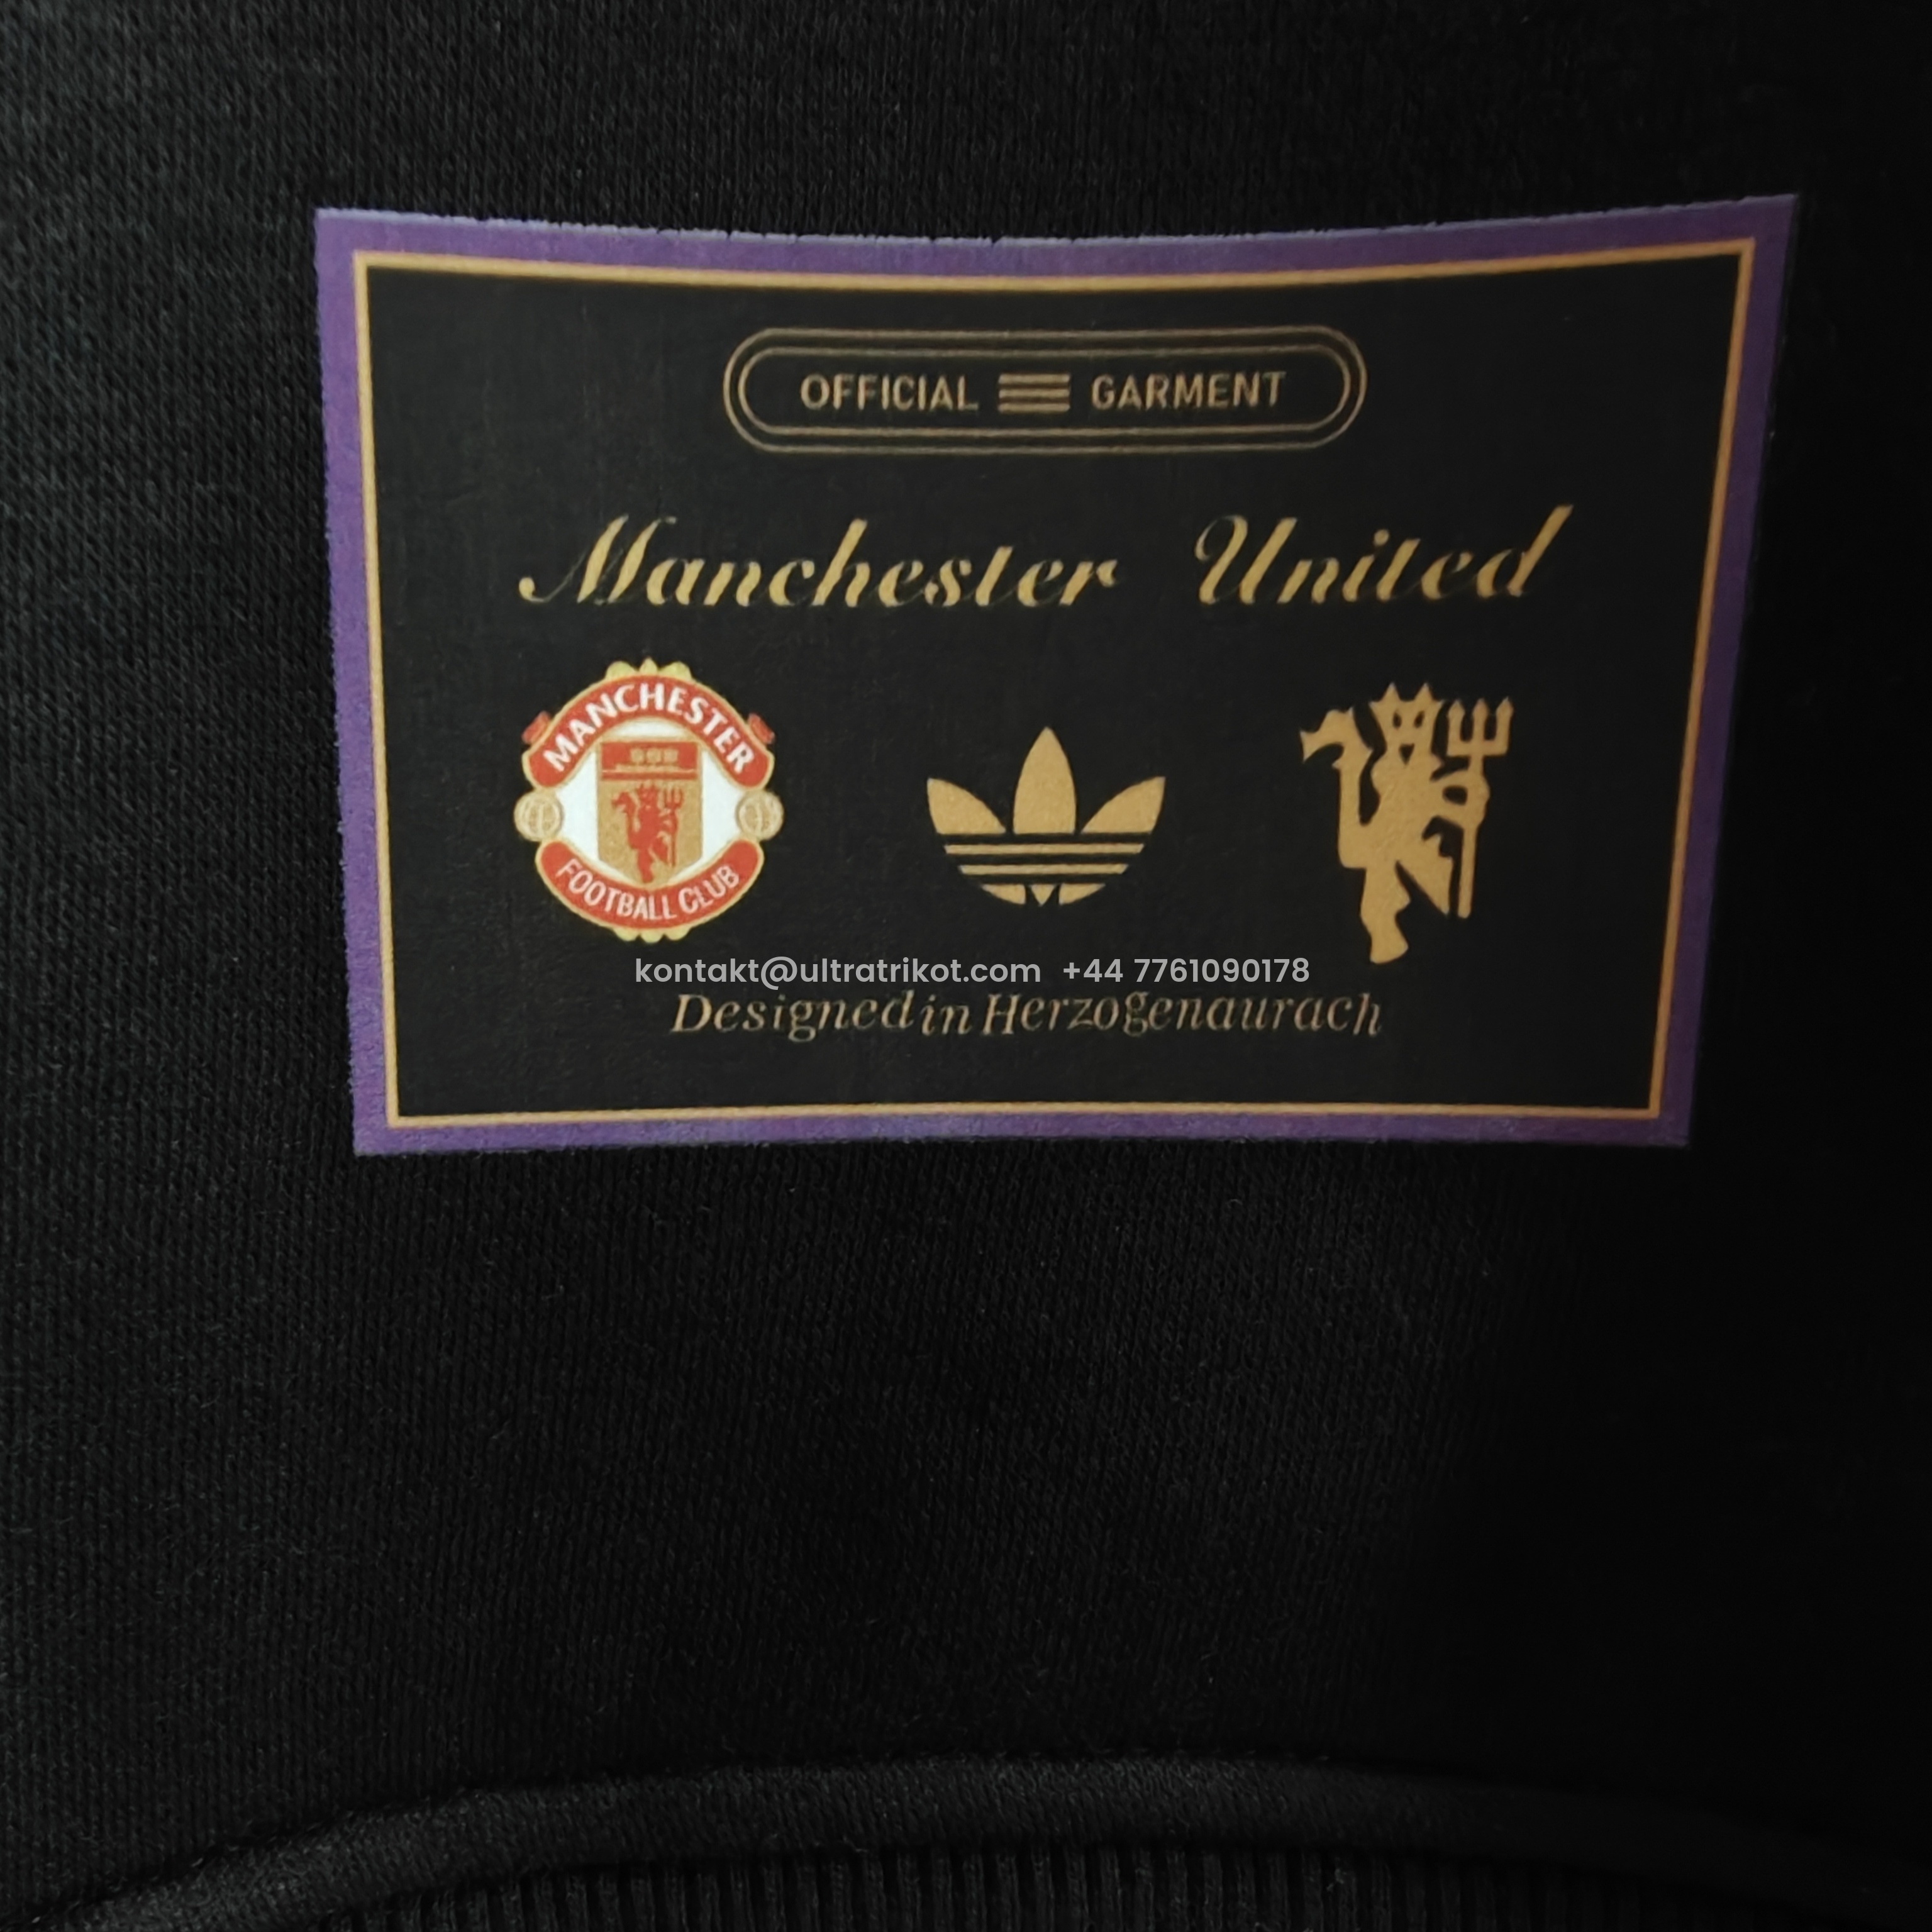 OFFICIAL GARMENT
Manchester United
MANCHESTER
FOOTBALL CLUB
kontakt@ultratrikot.com +44 7761090178
Designed in Herzogenaurach